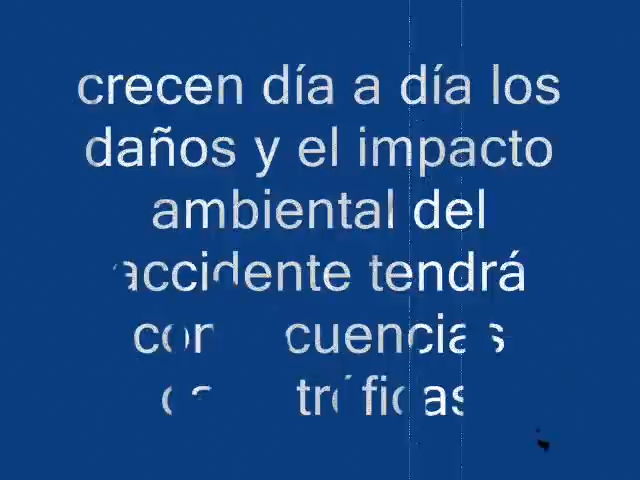 crecen día a día los
daños y el impacto
ambiental del
accidente tendrá